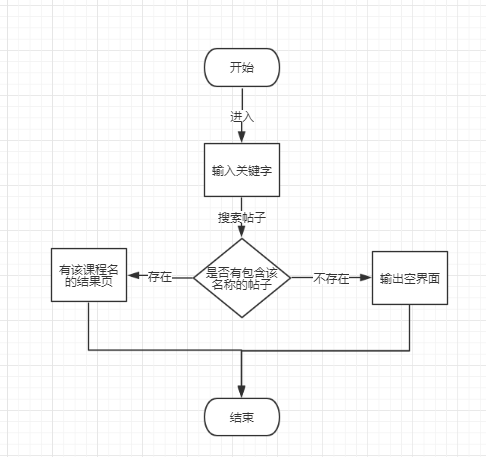 开始
进入
输入关键字
搜索帖子
是否有包含该
名称的帖子
存在
不存在
有该课程名
的结果页
输出空界面
结束